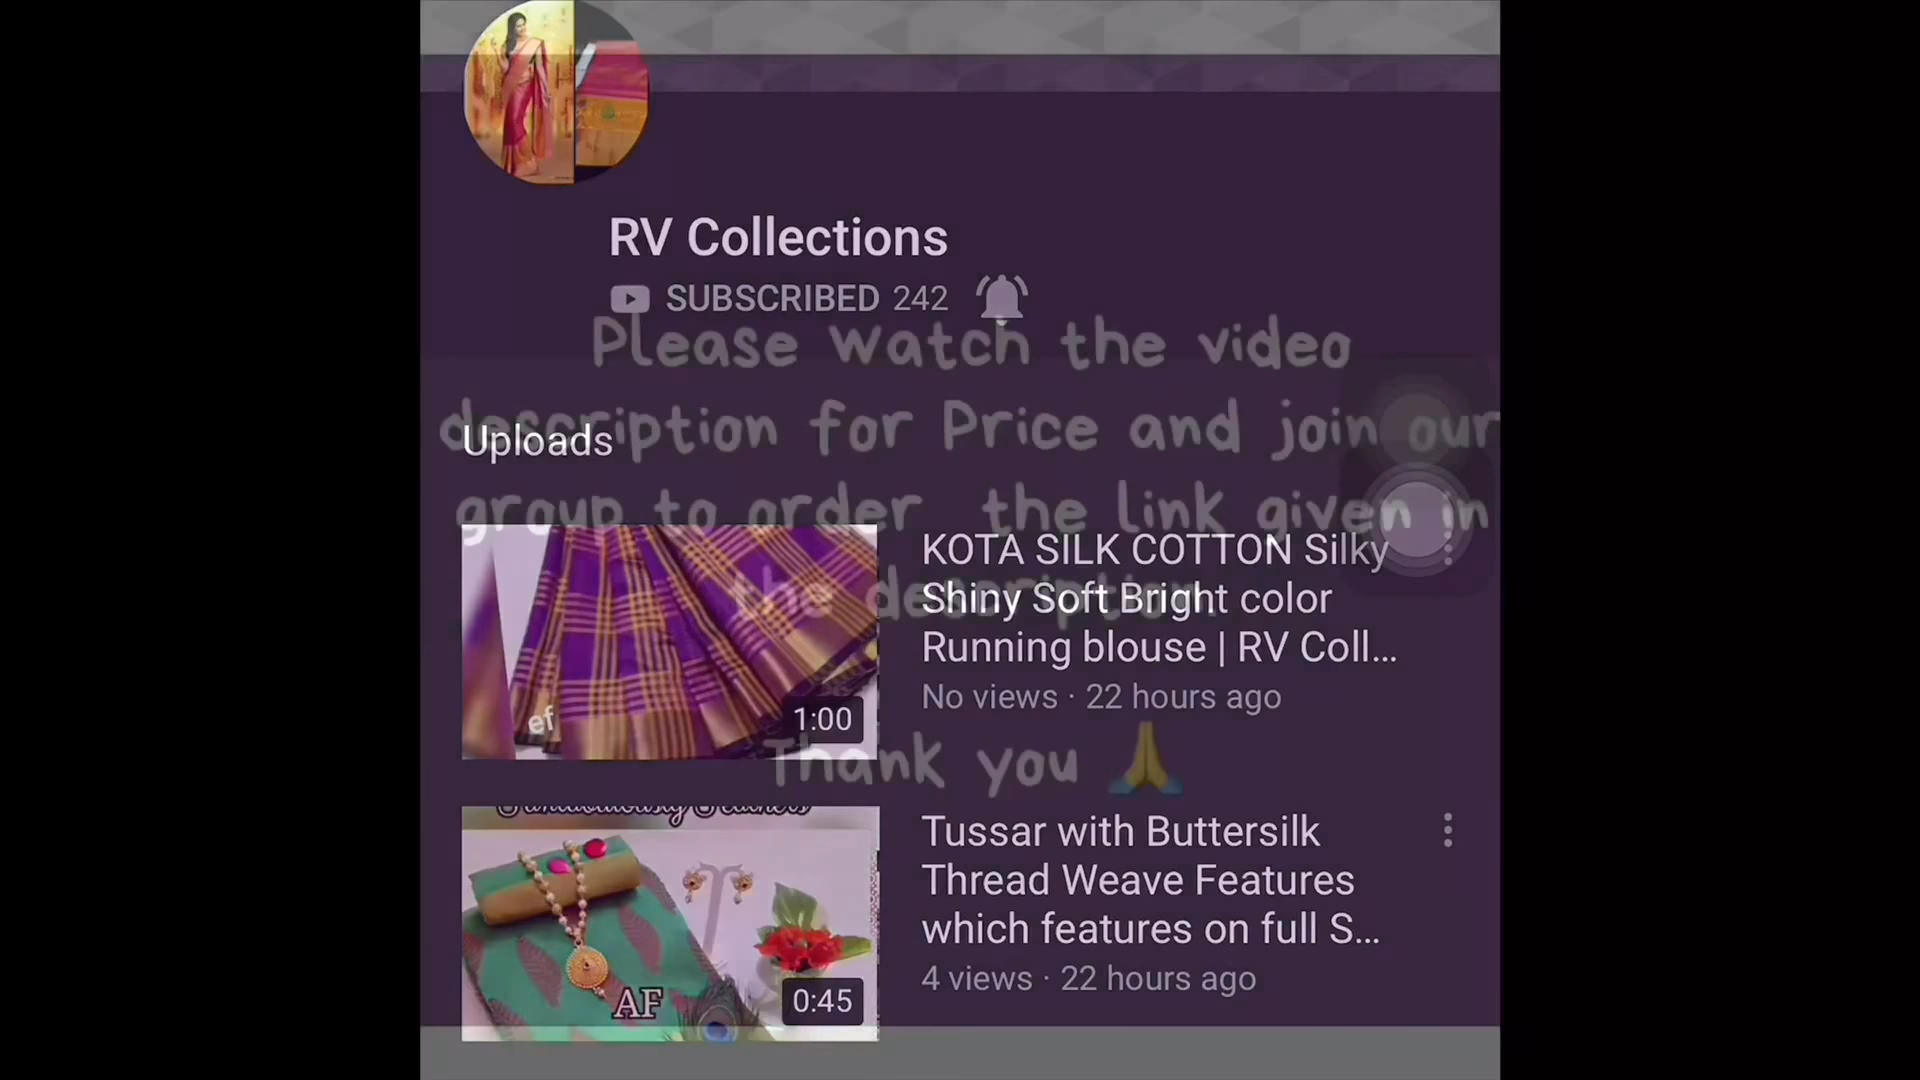 RV Collections
SUBSCRIBED 242
Please watch the video
description for Price and join our
group to order the link given in
the description
Uploads
KOTA SILK COTTON Silky
Shiny Soft Bright color
Running blouse | RV Coll...
No views · 22 hours ago
ef
1:00
Thank you 🙏
Tussar with Buttersilk
Thread Weave Features
which features on full S...
4 views · 22 hours ago
AF
0:45